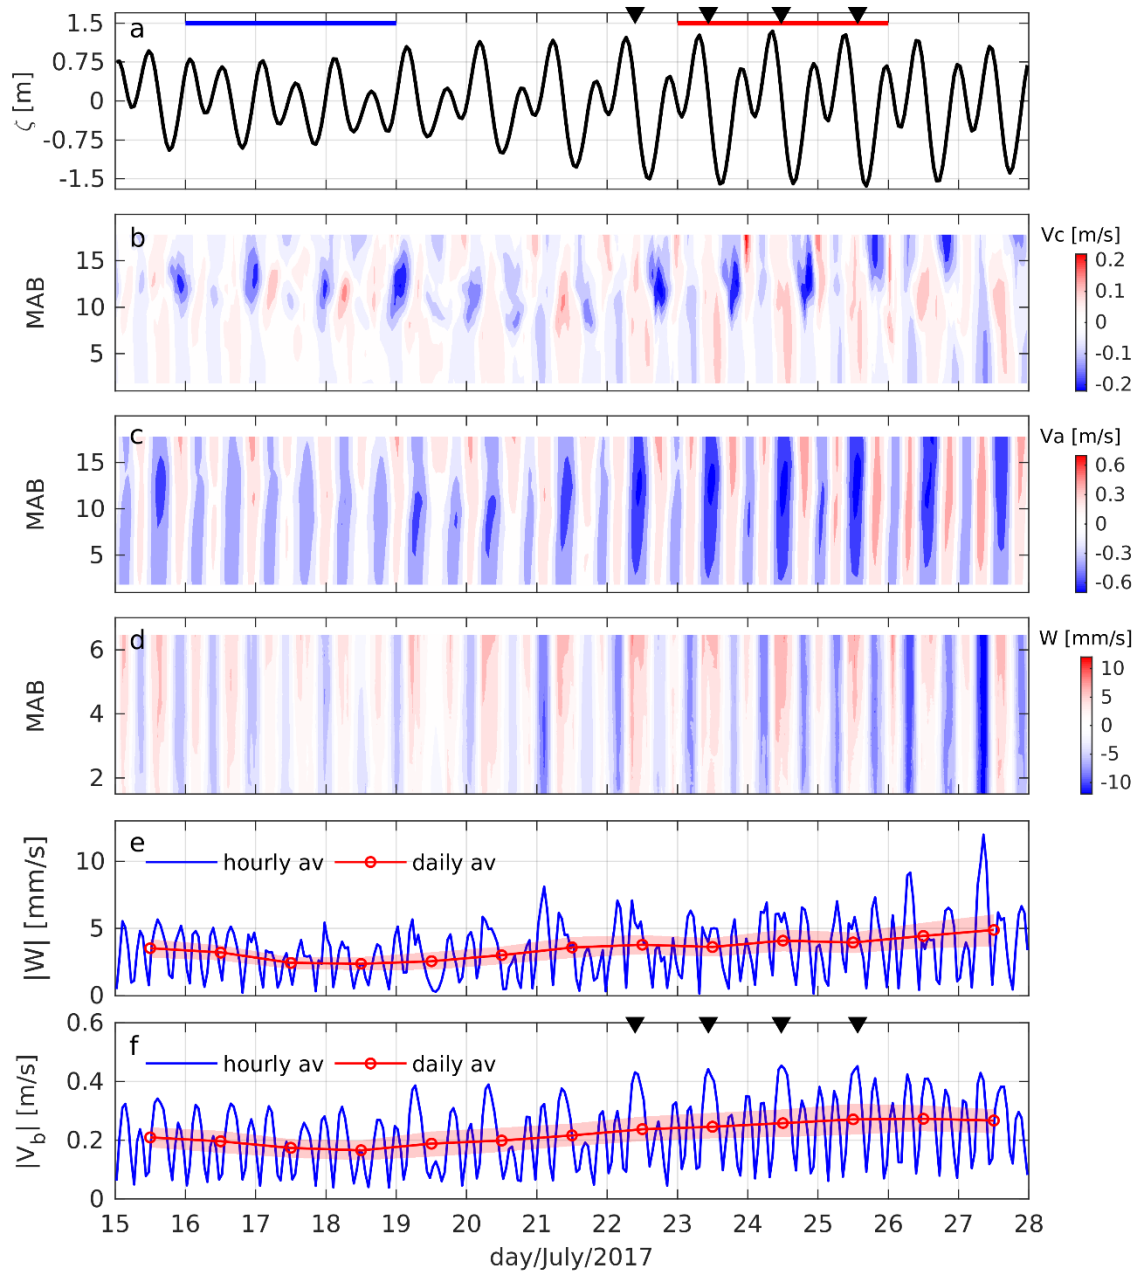 a
1.5
0.75
0
-0.75
-1.5
ζ [m]
b
15
10
5
MAB
Vc [m/s]
0.2
0.1
0
-0.1
-0.2
c
15
10
5
MAB
Va [m/s]
0.6
0.3
0
-0.3
-0.6
d
6
4
2
MAB
W [mm/s]
10
5
0
-5
-10
e
hourly av daily av
10
5
0
|W| [mm/s]
f
hourly av daily av
0.6
0.4
0.2
0
|V_b| [m/s]
15 16 17 18 19 20 21 22 23 24 25 26 27 28
day/July/2017